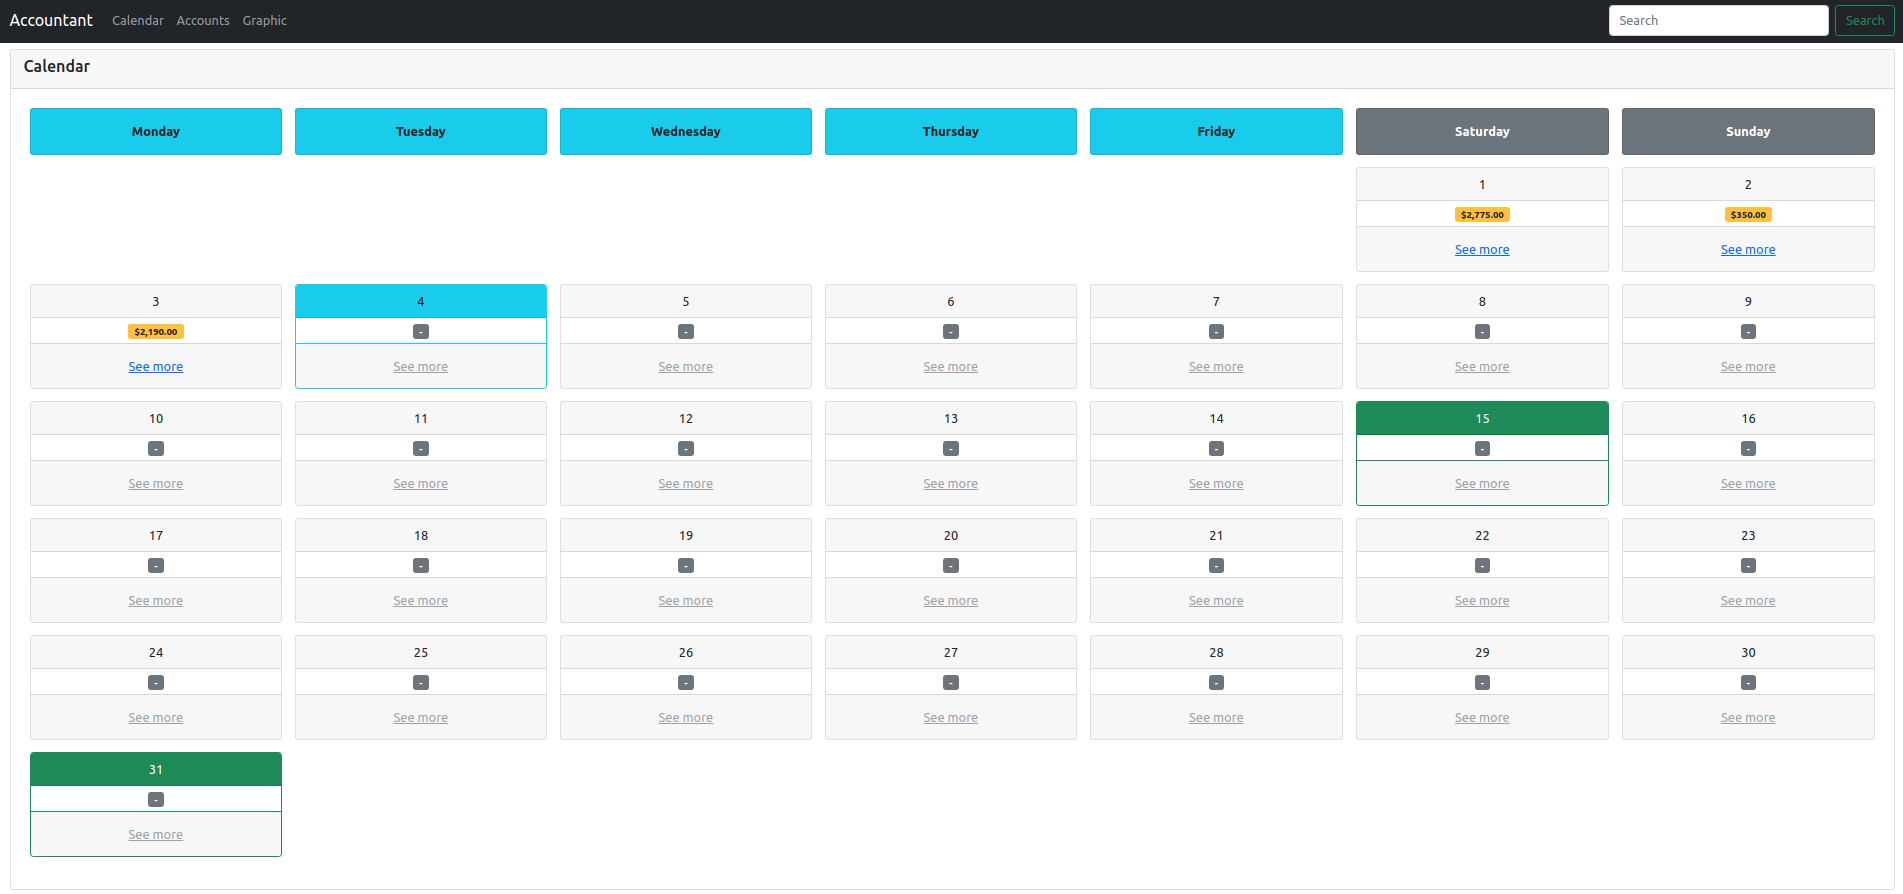 Accountant Calendar Accounts Graphic Search Search
Calendar
Monday Tuesday Wednesday Thursday Friday Saturday Sunday
1 2
$2,775.00 $350.00
See more See more
3 4 5 6 7 8 9
$2,190.00 - - - - - -
See more See more See more See more See more See more See more
10 11 12 13 14 15 16
- - - - - - -
See more See more See more See more See more See more See more
17 18 19 20 21 22 23
- - - - - - -
See more See more See more See more See more See more See more
24 25 26 27 28 29 30
- - - - - - -
See more See more See more See more See more See more See more
31
-
See more